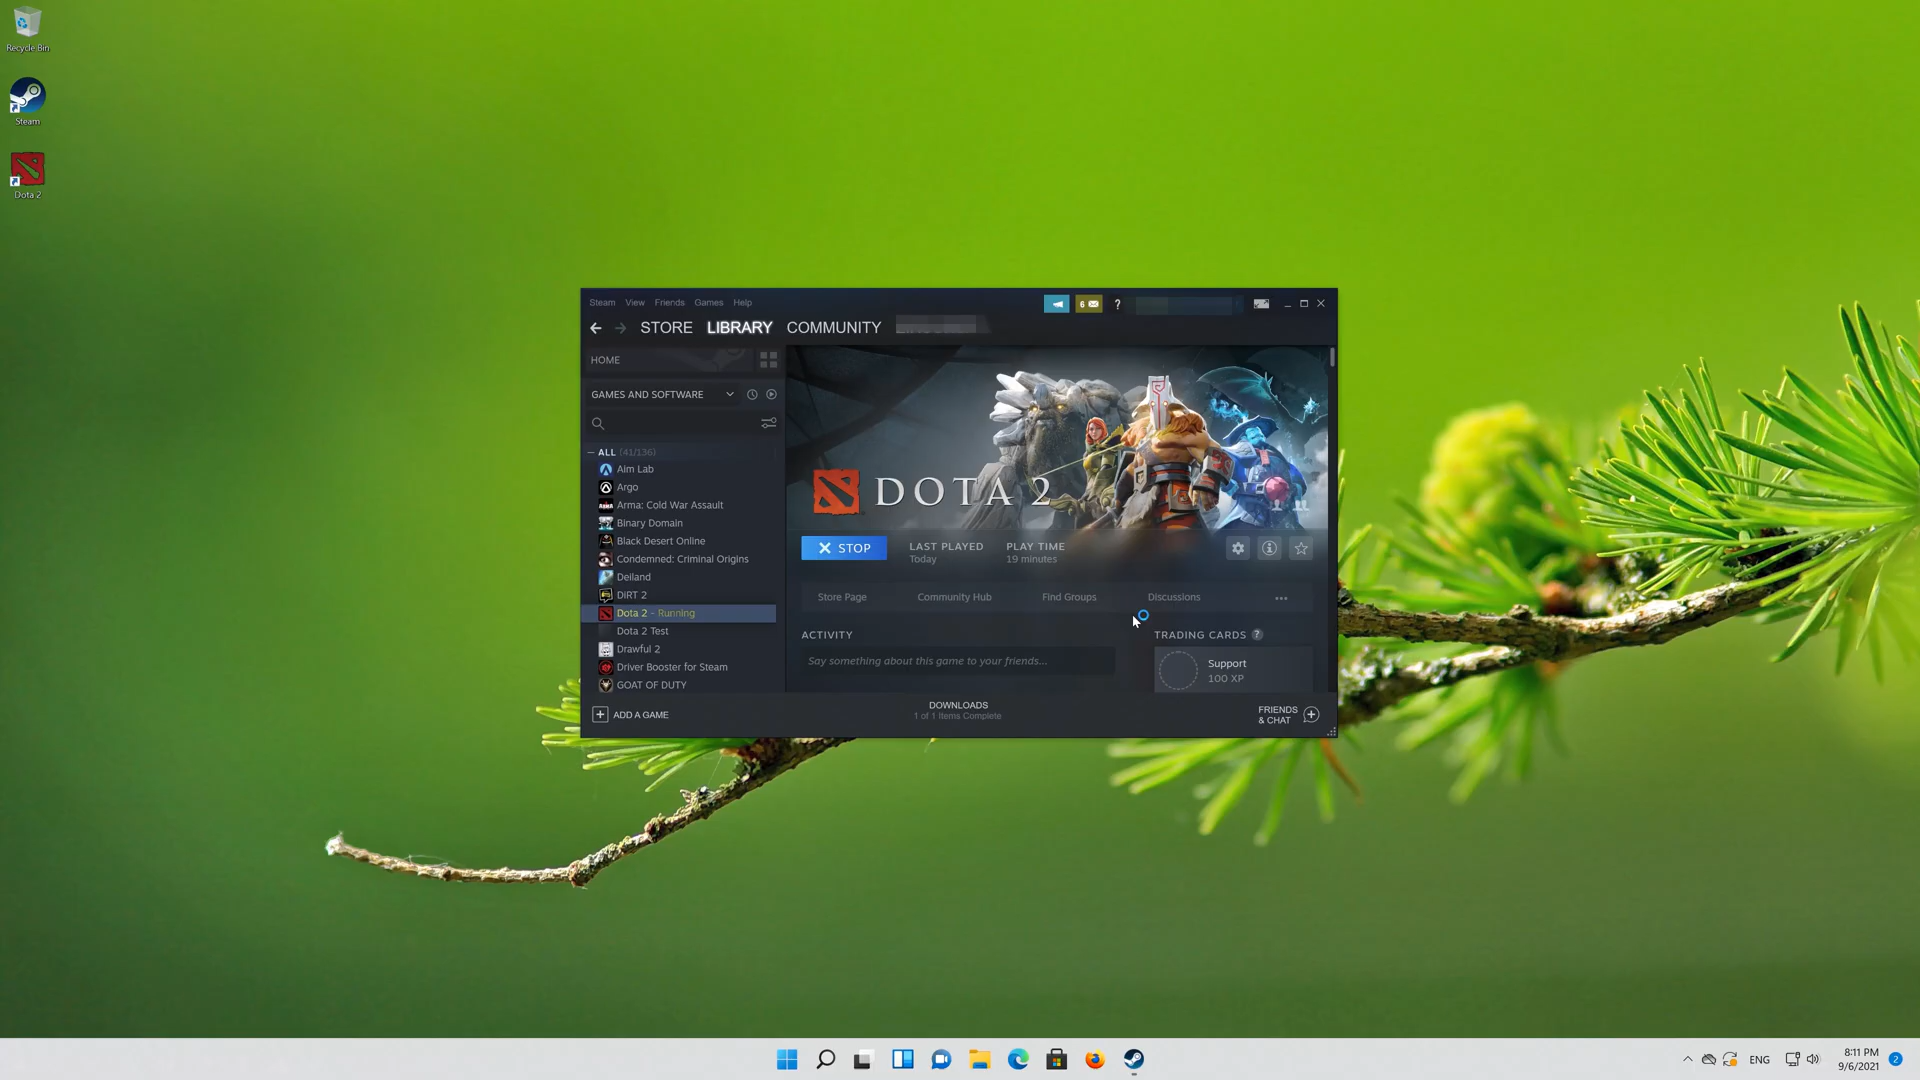 Recycle Bin
Steam
Dota 2
Steam View Friends Games Help
6 ?
STORE LIBRARY COMMUNITY
HOME
GAMES AND SOFTWARE
ALL (41/136)
Aim Lab
Argo
Arma: Cold War Assault
Binary Domain
Black Desert Online
Condemned: Criminal Origins
Deiland
DiRT 2
Dota 2 - Running
Dota 2 Test
Drawful 2
Driver Booster for Steam
GOAT OF DUTY
ADD A GAME
DOTA 2
STOP
LAST PLAYED
Today
PLAY TIME
19 minutes
Store Page Community Hub Find Groups Discussions
ACTIVITY
Say something about this game to your friends...
TRADING CARDS ?
Support
100 XP
DOWNLOADS
1 of 1 Items Complete
FRIENDS
& CHAT
ENG
8:11 PM
9/6/2021
2